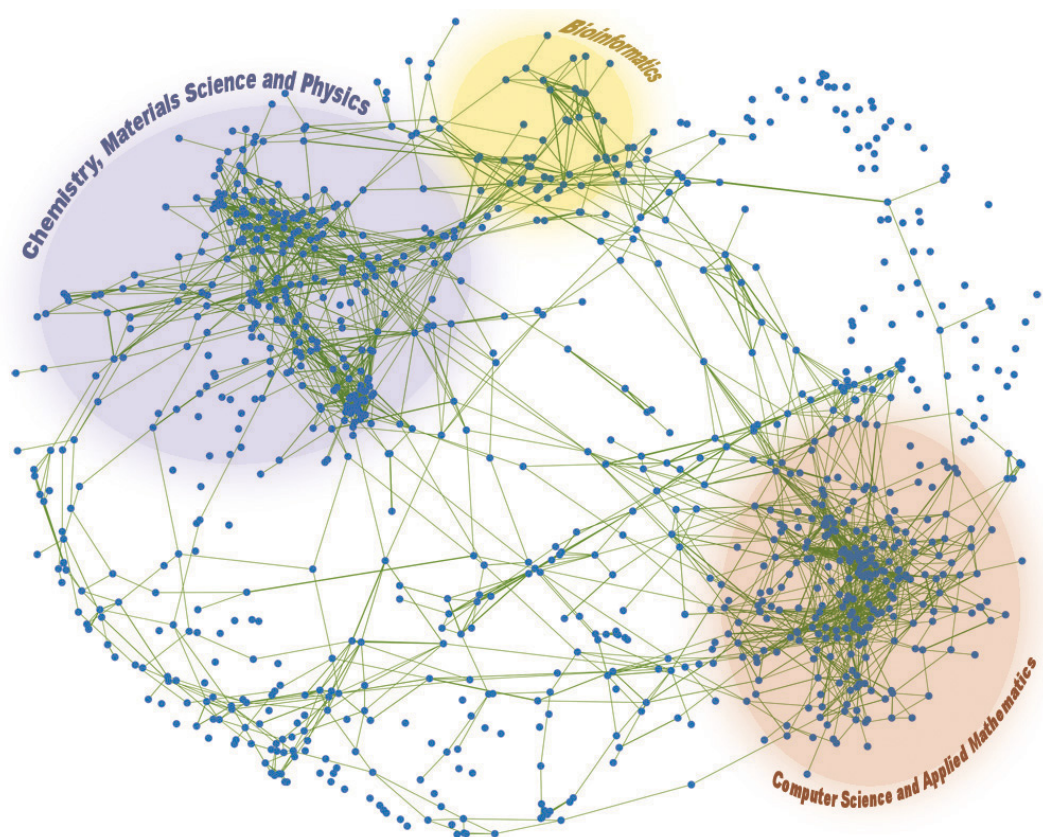 Bioinformatics
Chemistry, Materials Science and Physics
Computer Science and Applied Mathematics